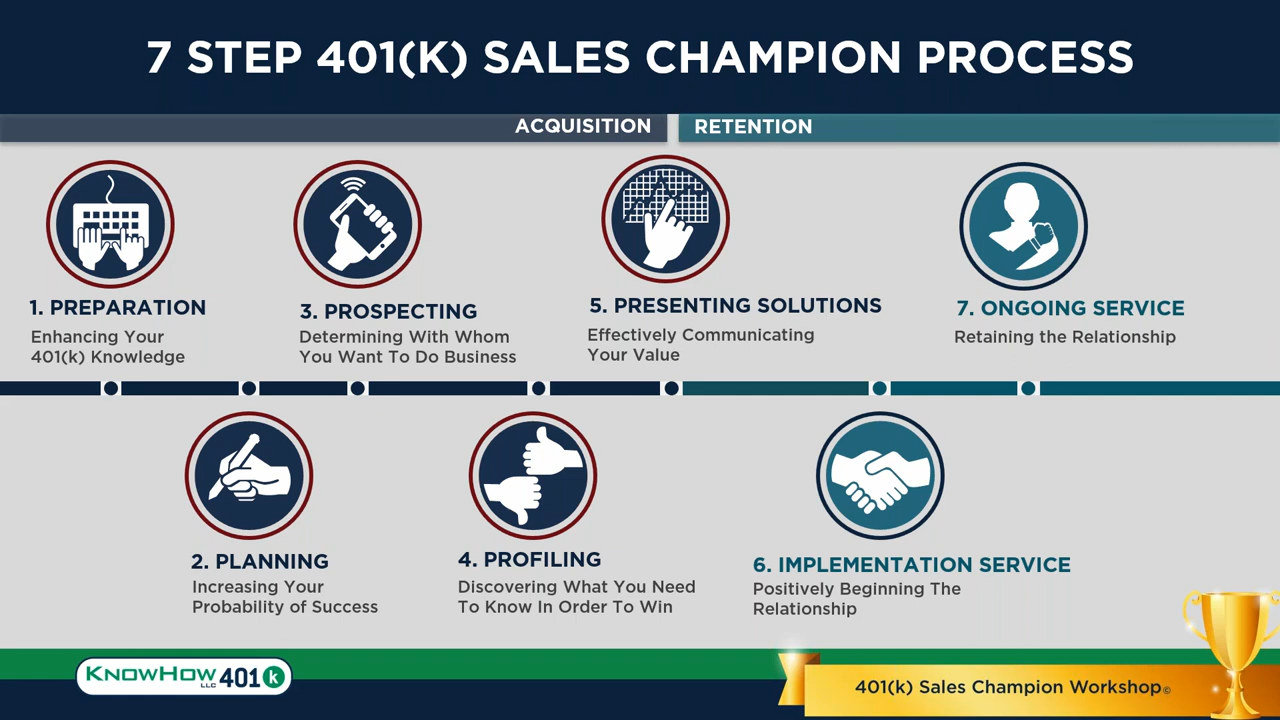 7 STEP 401(K) SALES CHAMPION PROCESS
ACQUISITION
RETENTION
1. PREPARATION
Enhancing Your
401(k) Knowledge
3. PROSPECTING
Determining With Whom
You Want To Do Business
5. PRESENTING SOLUTIONS
Effectively Communicating
Your Value
7. ONGOING SERVICE
Retaining the Relationship
2. PLANNING
Increasing Your
Probability of Success
4. PROFILING
Discovering What You Need
To Know In Order To Win
6. IMPLEMENTATION SERVICE
Positively Beginning The
Relationship
KNOWHOW LLC 401 k
401(k) Sales Champion Workshop©